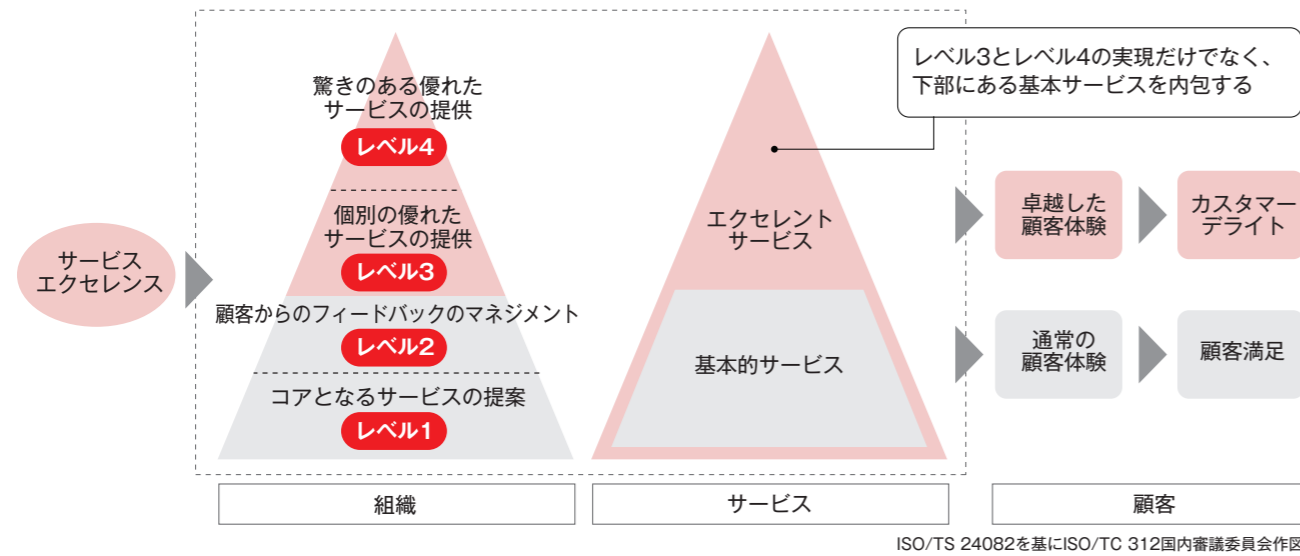 サービス
エクセレンス
驚きのある優れた
サービスの提供
レベル4
個別の優れた
サービスの提供
レベル3
顧客からのフィードバックのマネジメント
レベル2
コアとなるサービスの提案
レベル1
組織
エクセレント
サービス
基本的サービス
サービス
レベル3とレベル4の実現だけでなく、
下部にある基本サービスを内包する
卓越した
顧客体験
カスタマー
デライト
通常の
顧客体験
顧客満足
顧客
ISO/TS 24082を基にISO/TC 312国内審議委員会作図